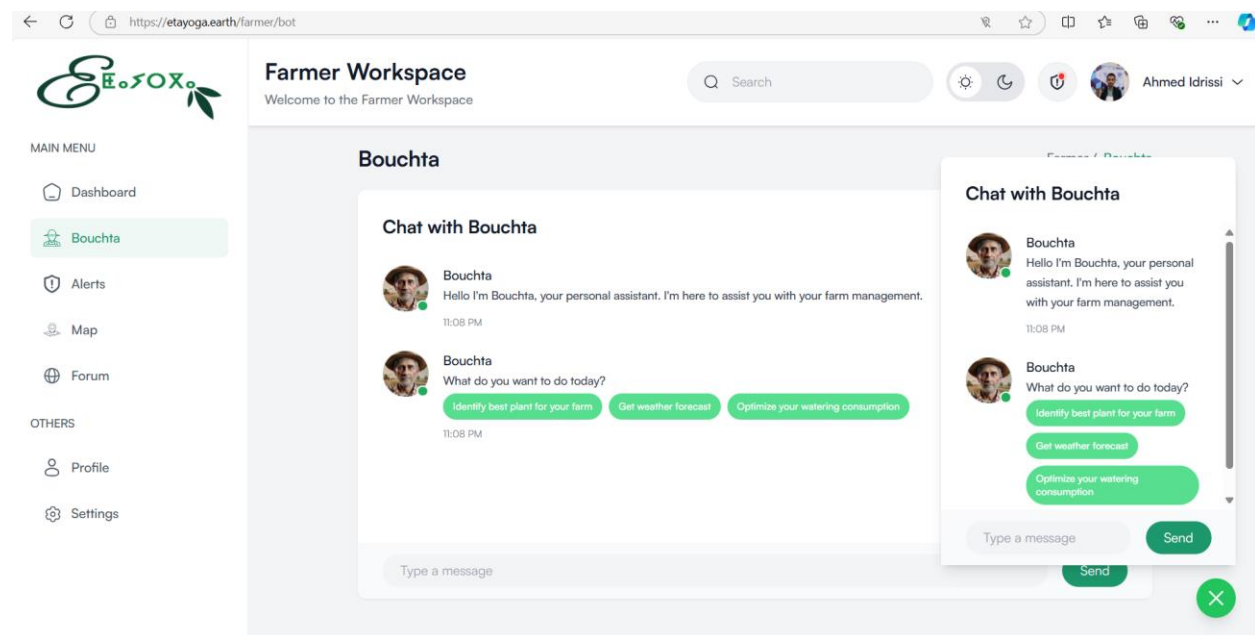 https://etayoga.earth/farmer/bot
Farmer Workspace
Welcome to the Farmer Workspace
Search
Ahmed Idrissi
MAIN MENU
Dashboard
Bouchta
Alerts
Map
Forum
OTHERS
Profile
Settings
Bouchta
Chat with Bouchta
Bouchta
Hello I'm Bouchta, your personal assistant. I'm here to assist you with your farm management.
11:08 PM
Bouchta
What do you want to do today?
Identify best plant for your farm
Get weather forecast
Optimize your watering consumption
11:08 PM
Type a message
Send
Chat with Bouchta
Bouchta
Hello I'm Bouchta, your personal
assistant. I'm here to assist you
with your farm management.
11:08 PM
Bouchta
What do you want to do today?
Identify best plant for your farm
Get weather forecast
Optimize your watering
consumption
Type a message
Send